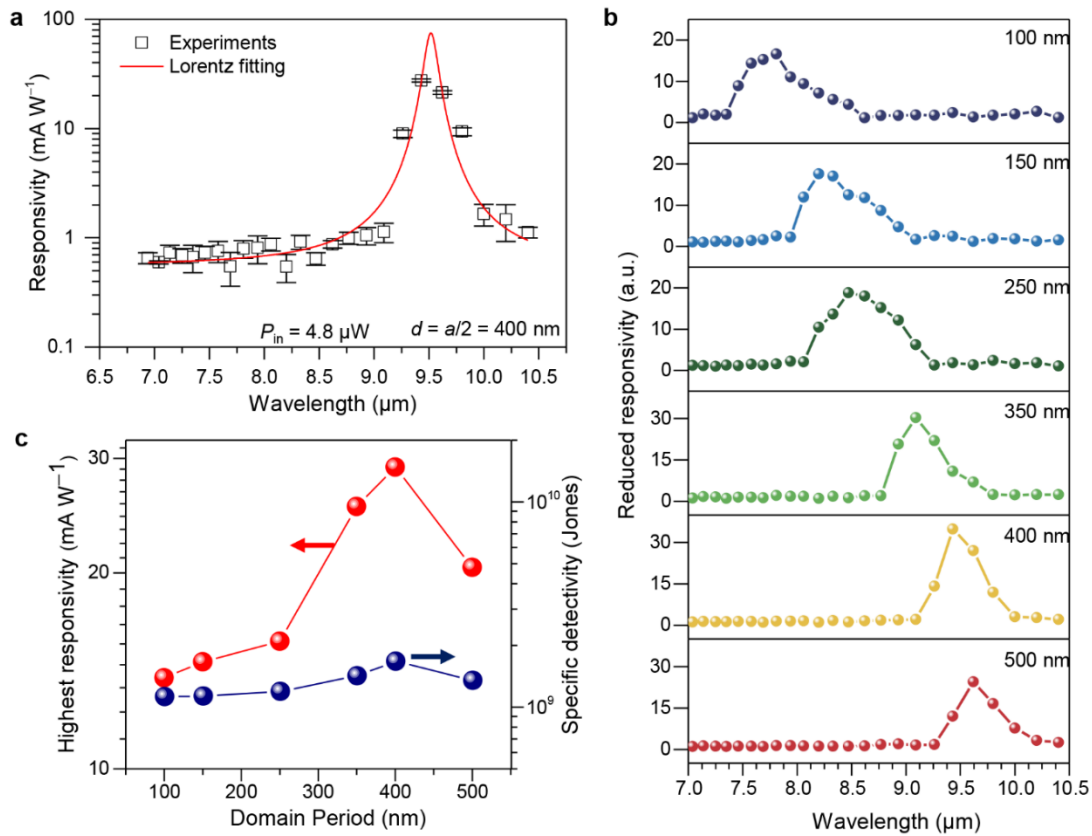 a
100
10
1
0.1
Responsivity (mA W⁻¹)
Experiments
Lorentz fitting
P_in = 4.8 μW
d = a/2 = 400 nm
6.5 7.0 7.5 8.0 8.5 9.0 9.5 10.0 10.5
Wavelength (μm)
b
20
10
0
100 nm
20
10
0
150 nm
20
10
0
250 nm
30
15
0
350 nm
30
15
0
400 nm
30
15
0
500 nm
Reduced responsivity (a.u.)
7.0 7.5 8.0 8.5 9.0 9.5 10.0 10.5
Wavelength (μm)
c
30
20
10
Highest responsivity (mA W⁻¹)
10¹⁰
10⁹
Specific detectivity (Jones)
100 150 200 250 300 350 400 450 500
Domain Period (nm)